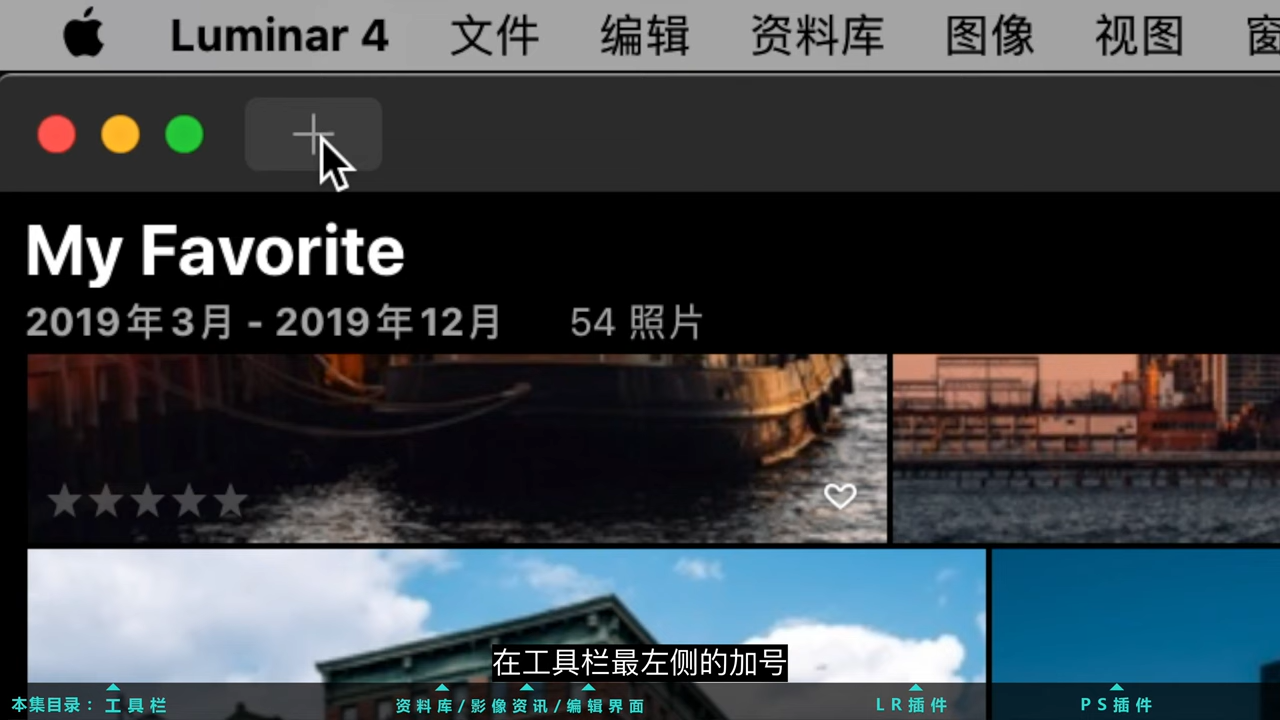 Luminar 4 文件 编辑 资料库 图像 视图 窗
My Favorite
2019年3月 - 2019年12月 54 照片
在工具栏最左侧的加号
本集目录：工具栏 资料库/影像资讯/编辑界面 LR插件 PS插件